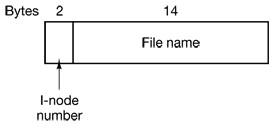 Bytes 2 14
File name
I-node
number